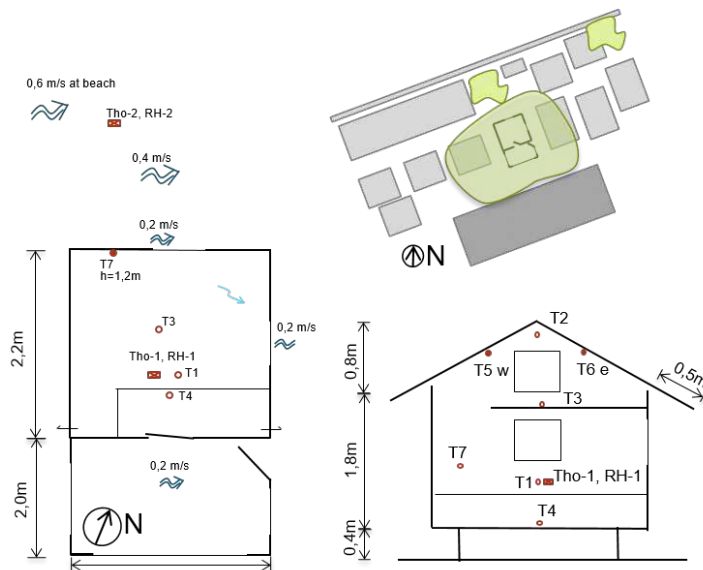 0,6 m/s at beach
Tho-2, RH-2
0,4 m/s
0,2 m/s
T7
h=1,2m
T3
0,2 m/s
Tho-1, RH-1
T1
T4
2,2m
0,2 m/s
2,0m
N
N
T2
T5 w
T6 e
0,8m
0,5m
T3
1,8m
T7
T1
Tho-1, RH-1
T4
0,4m